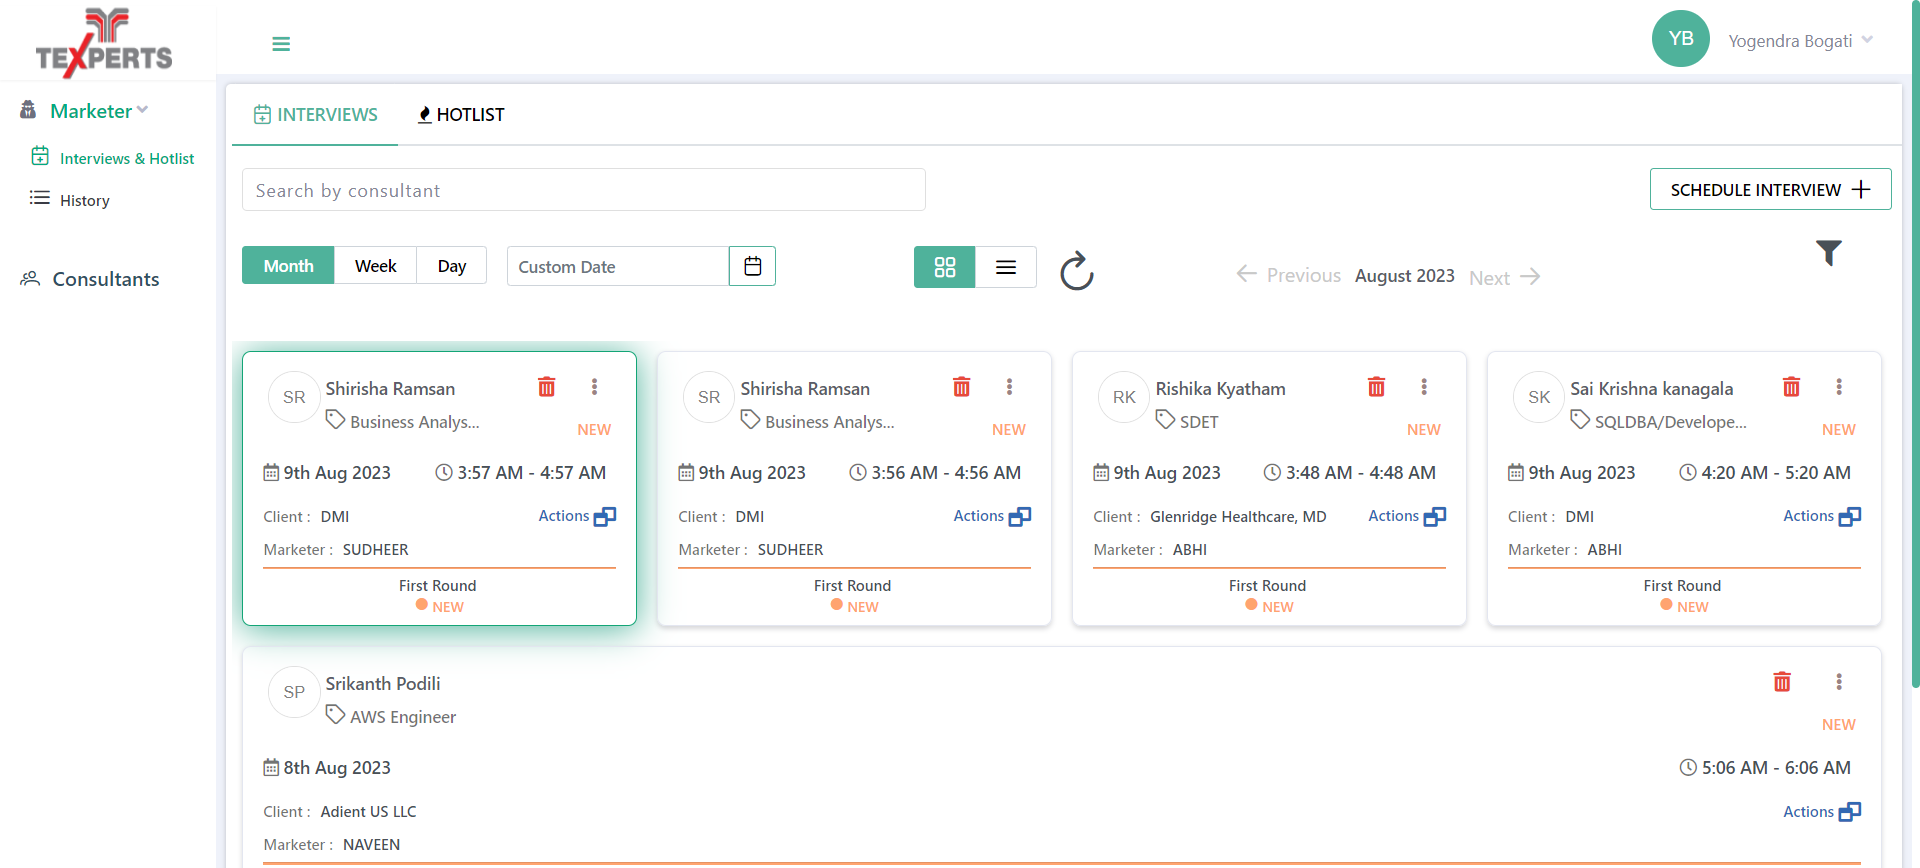 TEXPERTS
YB
Yogendra Bogati
Marketer
Interviews & Hotlist
History
Consultants
INTERVIEWS
HOTLIST
Search by consultant
SCHEDULE INTERVIEW
Month
Week
Day
Custom Date
Previous
August 2023
Next
SR
Shirisha Ramsan
Business Analys...
NEW
9th Aug 2023
3:57 AM - 4:57 AM
Client : DMI
Actions
Marketer : SUDHEER
First Round
NEW
SR
Shirisha Ramsan
Business Analys...
NEW
9th Aug 2023
3:56 AM - 4:56 AM
Client : DMI
Actions
Marketer : SUDHEER
First Round
NEW
RK
Rishika Kyatham
SDET
NEW
9th Aug 2023
3:48 AM - 4:48 AM
Client : Glenridge Healthcare, MD
Actions
Marketer : ABHI
First Round
NEW
SK
Sai Krishna kanagala
SQLDBA/Develope...
NEW
9th Aug 2023
4:20 AM - 5:20 AM
Client : DMI
Actions
Marketer : ABHI
First Round
NEW
SP
Srikanth Podili
AWS Engineer
NEW
8th Aug 2023
5:06 AM - 6:06 AM
Client : Adient US LLC
Actions
Marketer : NAVEEN